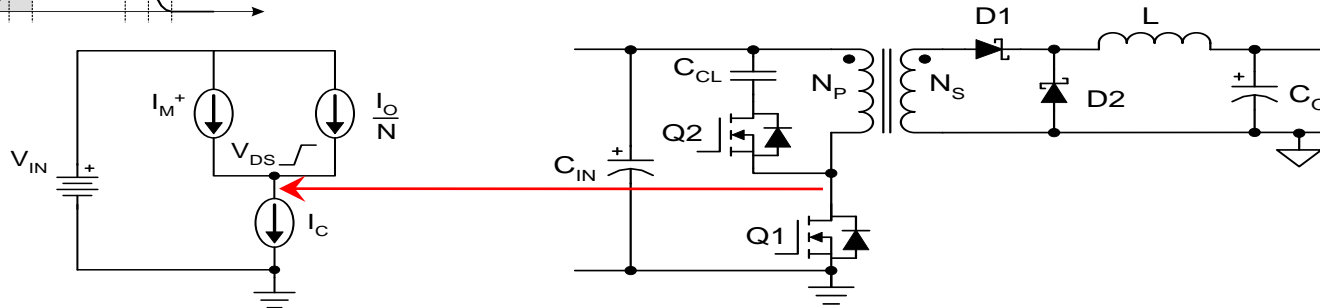 D1
L
C_CL
I_M+
I_O
N
N_P
N_S
D2
C_O
Q2
V_DS
V_IN
+
C_IN
+
+
I_C
Q1